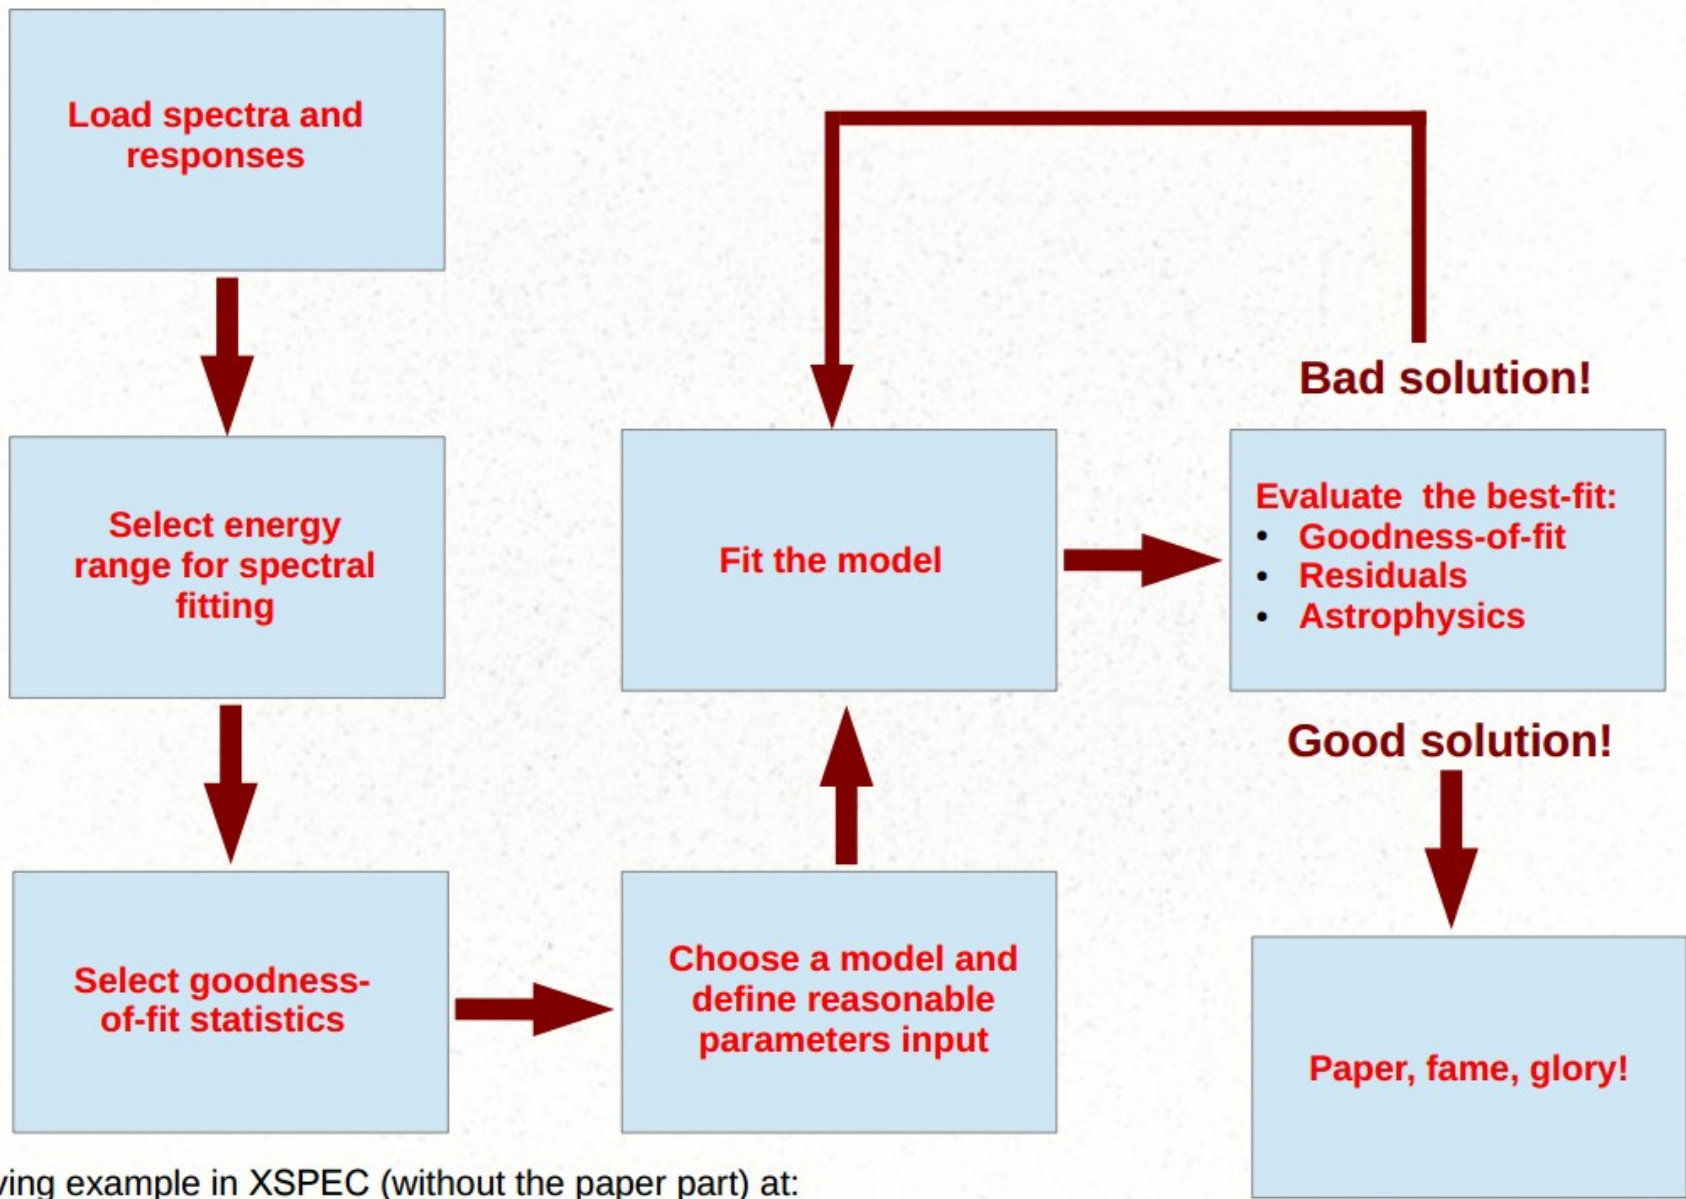 Load spectra and
responses
Select energy
range for spectral
fitting
Select goodness-
of-fit statistics
Choose a model and
define reasonable
parameters input
Fit the model
Bad solution!
Evaluate the best-fit:
• Goodness-of-fit
• Residuals
• Astrophysics
Good solution!
Paper, fame, glory!
example in XSPEC (without the paper part) at: